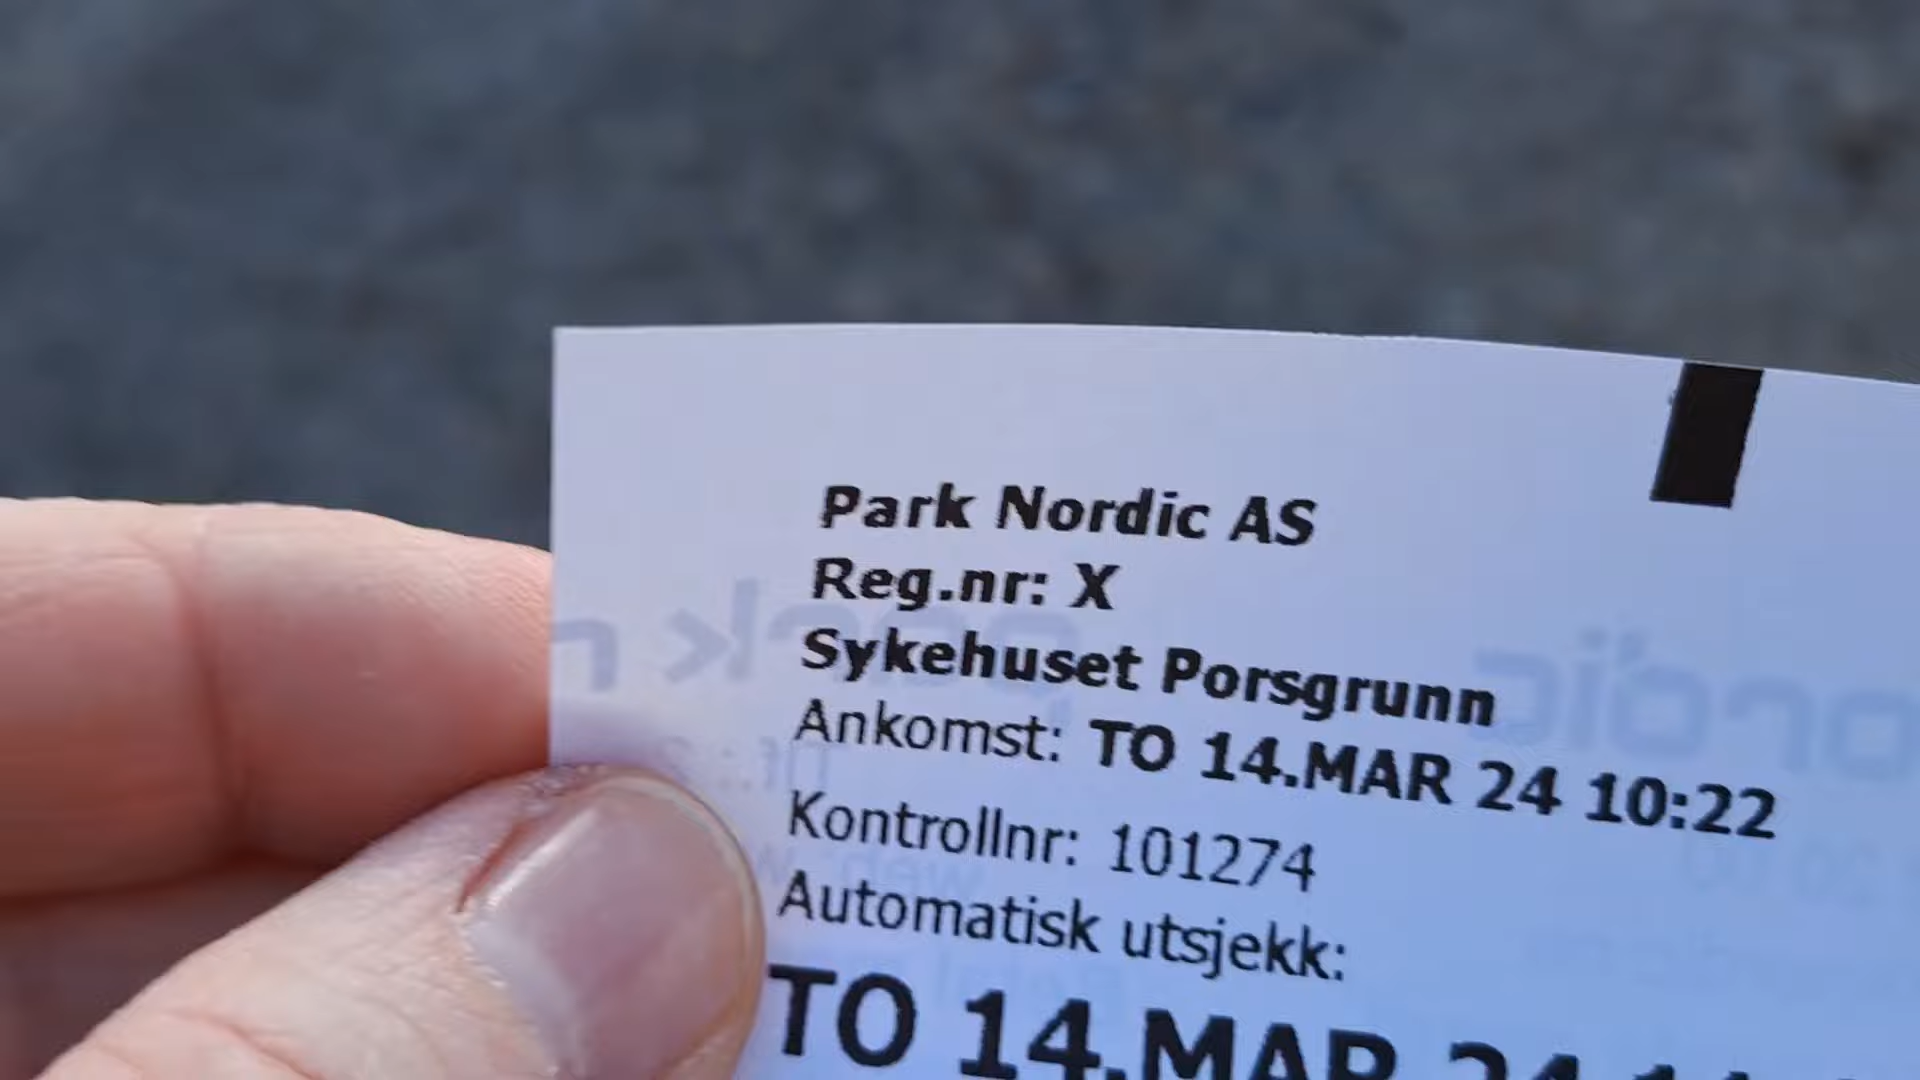 Park Nordic AS
Reg.nr: X
Sykehuset Porsgrunn
Ankomst: TO 14.MAR 24 10:22
Kontrollnr: 101274
Automatisk utsjekk:
TO 14.MAR 24